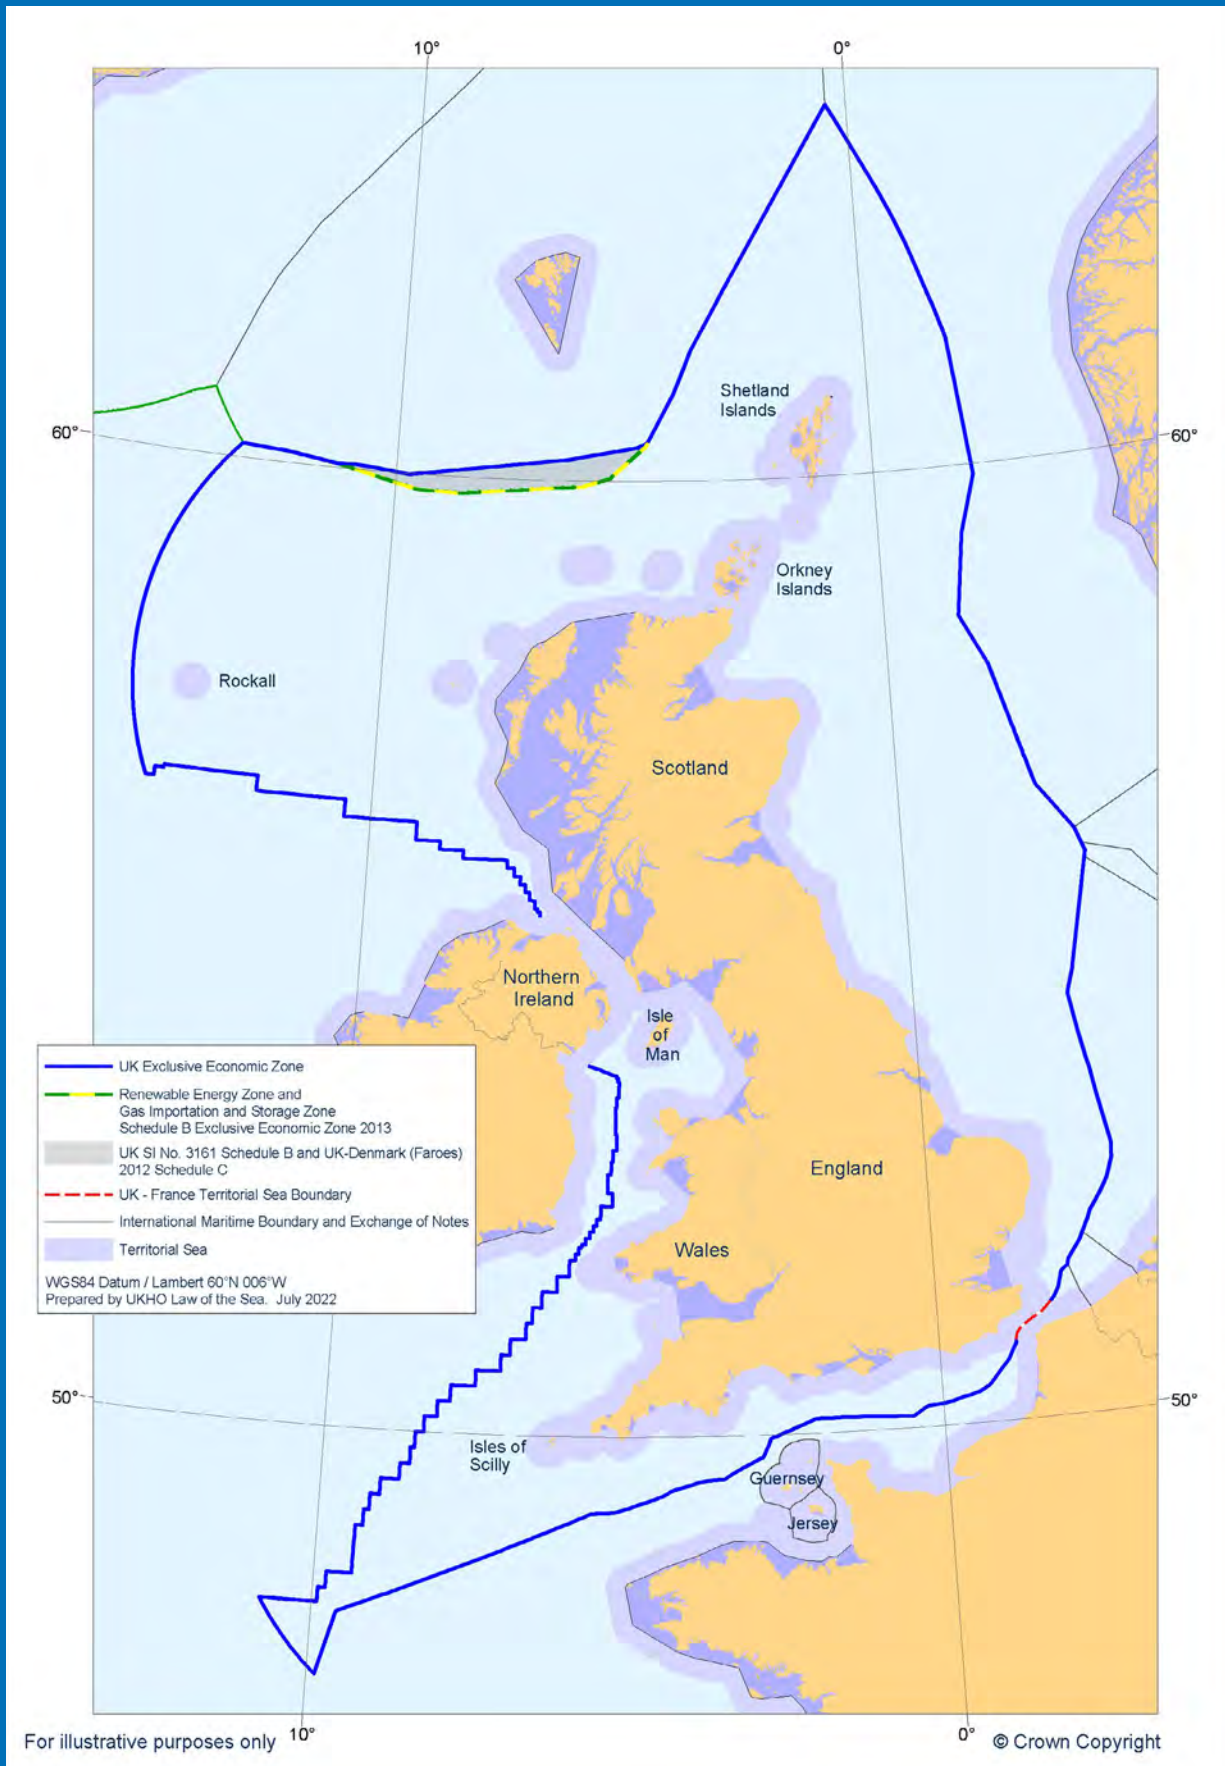 10°
0°
Shetland
Islands
60°
60°
Orkney
Islands
Rockall
Scotland
Northern
Ireland
Isle
of
Man
UK Exclusive Economic Zone
Renewable Energy Zone and
Gas Importation and Storage Zone
Schedule B Exclusive Economic Zone 2013
UK SI No. 3161 Schedule B and UK-Denmark (Faroes)
2012 Schedule C
UK - France Territorial Sea Boundary
International Maritime Boundary and Exchange of Notes
Territorial Sea
WGS84 Datum / Lambert 60°N 006°W
Prepared by UKHO Law of the Sea. July 2022
England
Wales
50°
50°
Isles of
Scilly
Guernsey
Jersey
For illustrative purposes only
10°
0°
© Crown Copyright